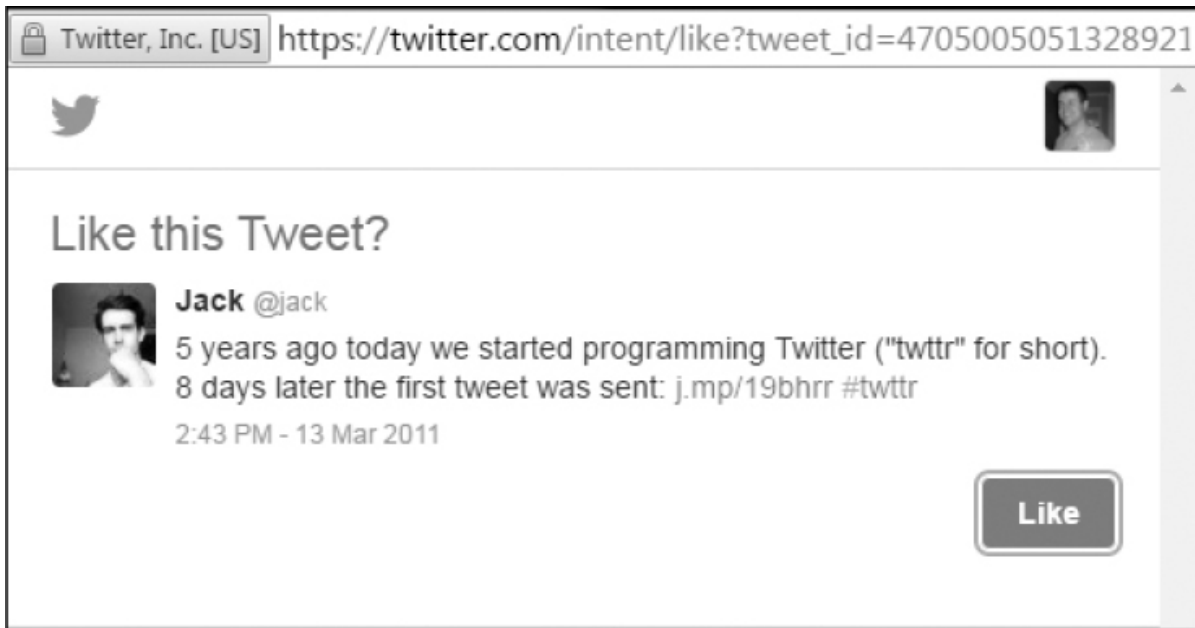 Twitter, Inc. [US] https://twitter.com/intent/like?tweet_id=4705005051328921
Like this Tweet?
Jack @jack
5 years ago today we started programming Twitter ("twttr" for short).
8 days later the first tweet was sent: j.mp/19bhrr #twttr
2:43 PM - 13 Mar 2011
Like